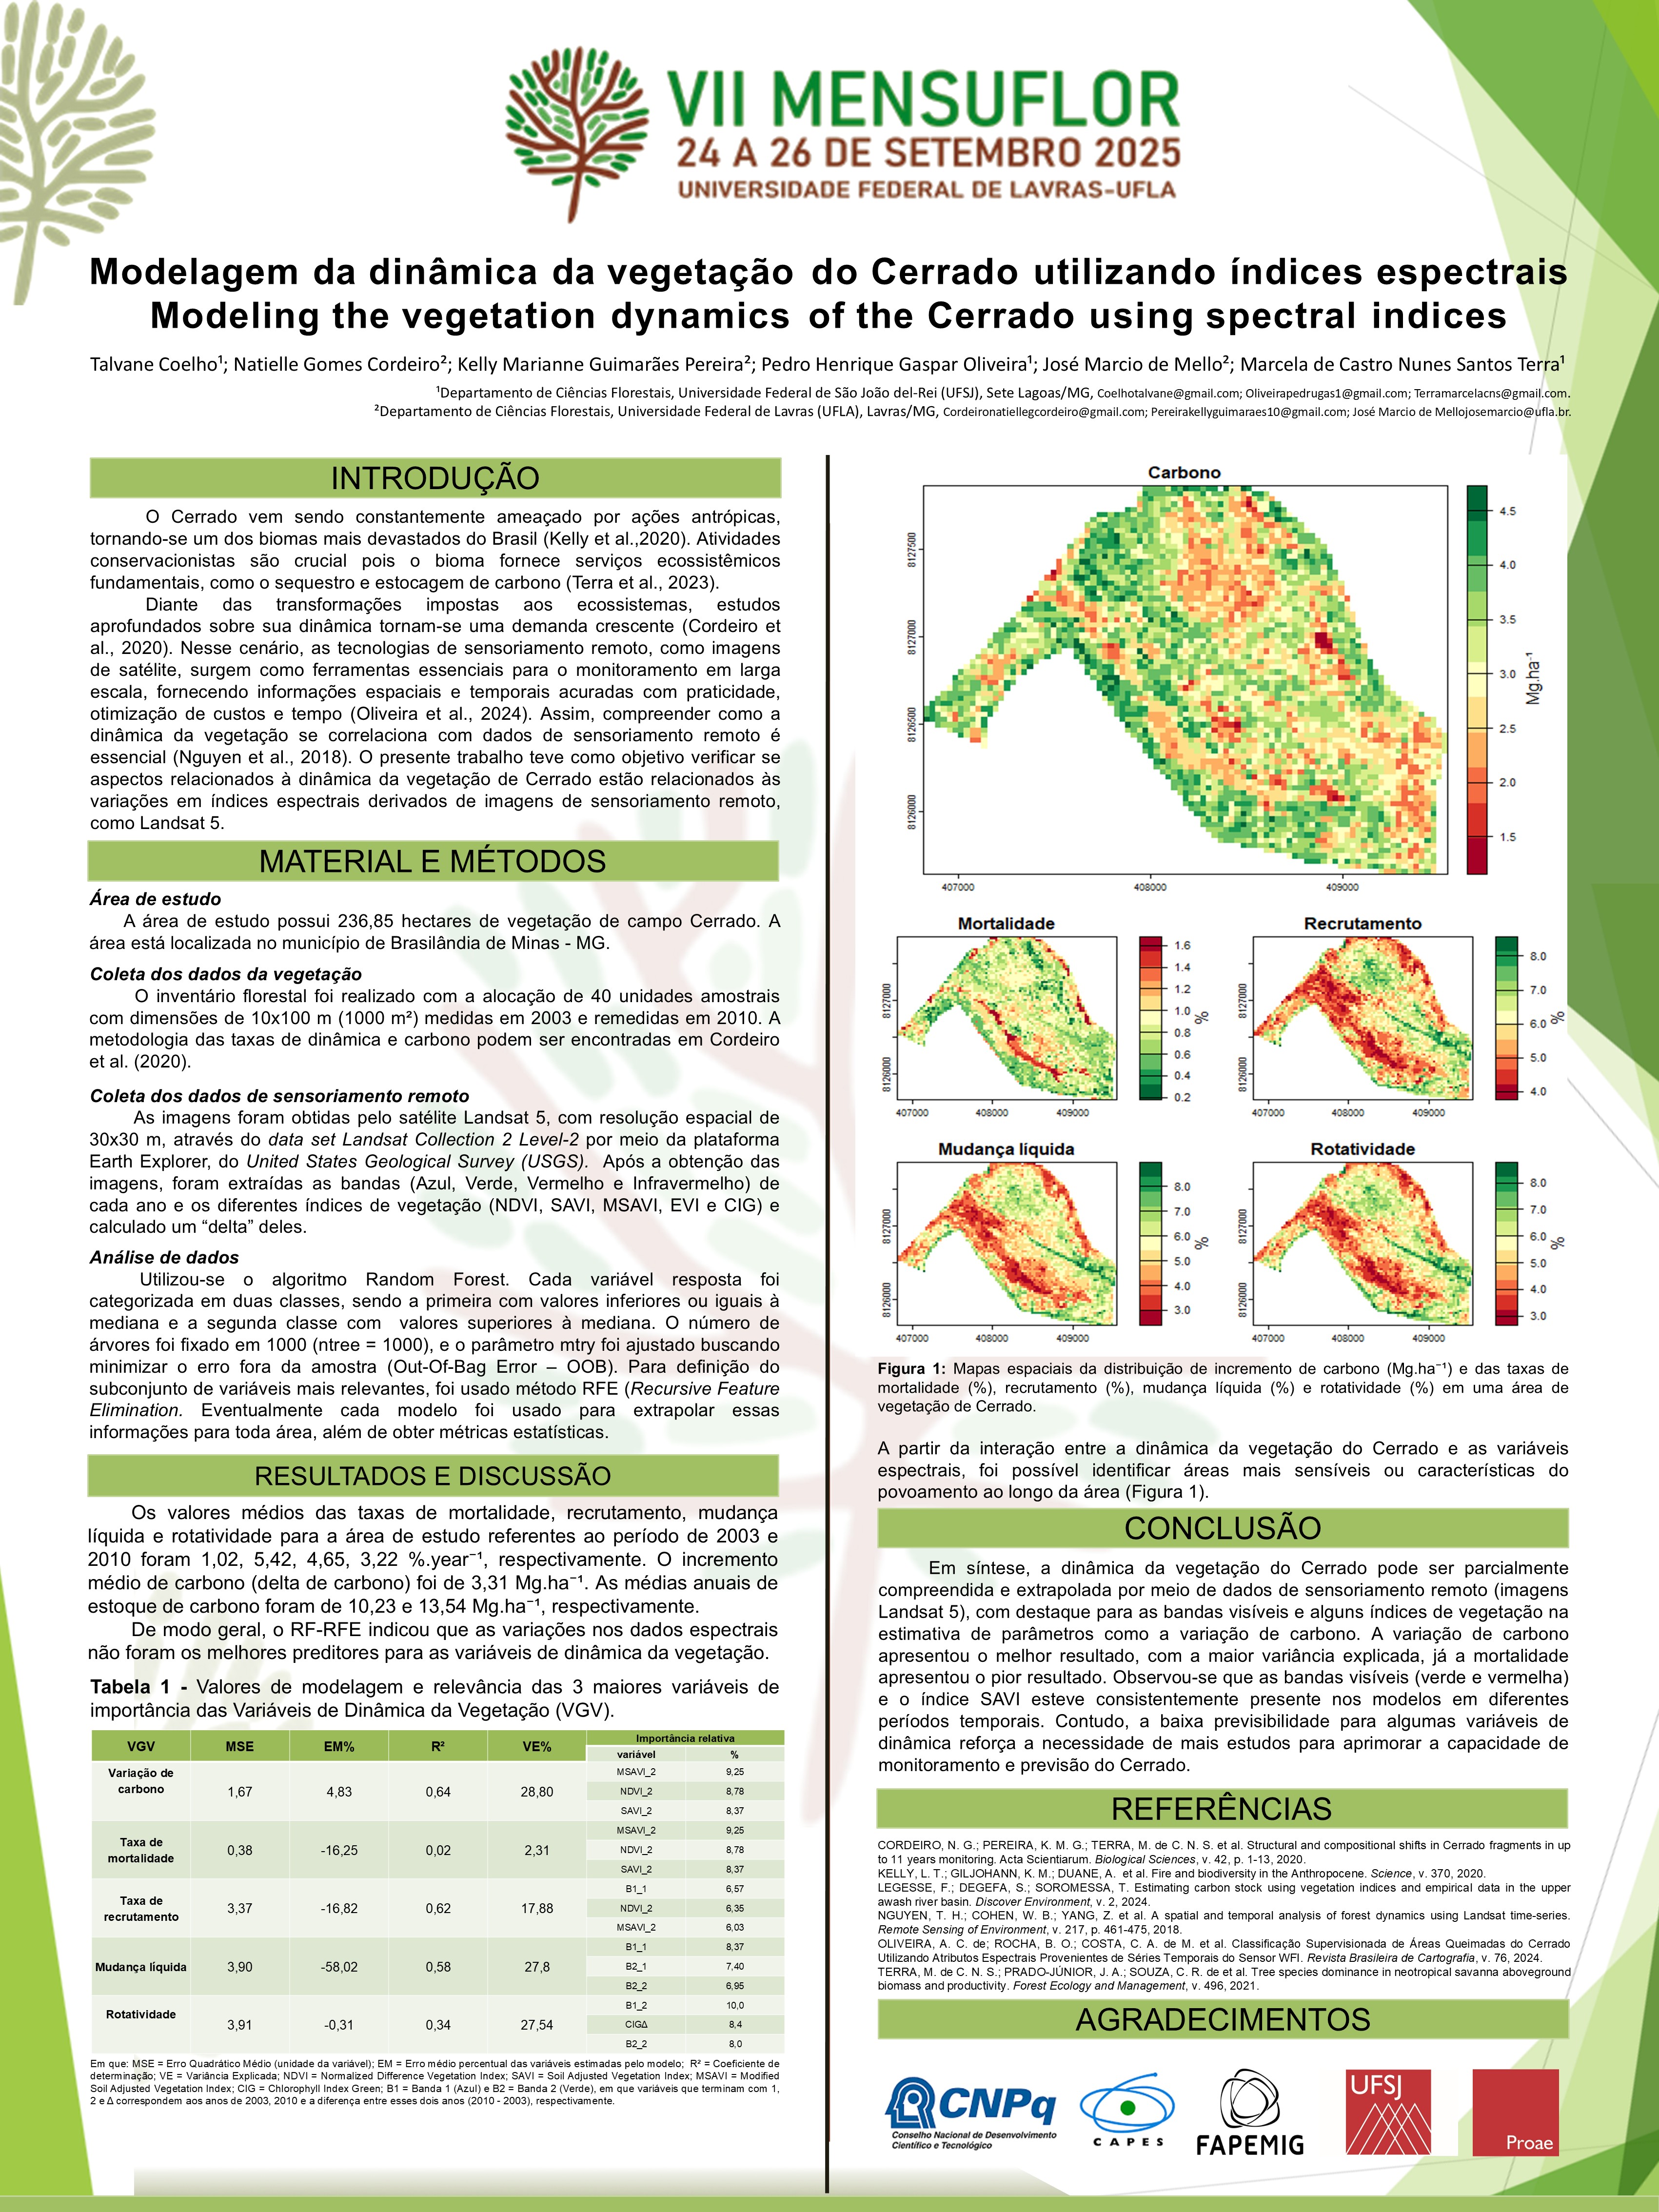 VII MENSUFLOR
24 A 26 DE SETEMBRO 2025
UNIVERSIDADE FEDERAL DE LAVRAS-UFLA
Modelagem da dinâmica da vegetação do Cerrado utilizando índices espectrais
Modeling the vegetation dynamics of the Cerrado using spectral indices
Talvane Coelho¹; Natielle Gomes Cordeiro²; Kelly Marianne Guimarães Pereira²; Pedro Henrique Gaspar Oliveira¹; José Marcio de Mello²; Marcela de Castro Nunes Santos Terra¹
¹Departamento de Ciências Florestais, Universidade Federal de São João del-Rei (UFSJ), Sete Lagoas/MG, Coelhotalvane@gmail.com; Oliveirapedrugas1@gmail.com; Terramarcelacns@gmail.com.
²Departamento de Ciências Florestais, Universidade Federal de Lavras (UFLA), Lavras/MG, Cordeironatiellegcordeiro@gmail.com; Pereirakellyguimaraes10@gmail.com; José Marcio de Mellojosemarcio@ufla.br.
INTRODUÇÃO
O Cerrado vem sendo constantemente ameaçado por ações antrópicas,
tornando-se um dos biomas mais devastados do Brasil (Kelly et al.,2020). Atividades
conservacionistas são crucial pois o bioma fornece serviços ecossistêmicos
fundamentais, como o sequestro e estocagem de carbono (Terra et al., 2023).
Diante das transformações impostas aos ecossistemas, estudos
aprofundados sobre sua dinâmica tornam-se uma demanda crescente (Cordeiro et
al., 2020). Nesse cenário, as tecnologias de sensoriamento remoto, como imagens
de satélite, surgem como ferramentas essenciais para o monitoramento em larga
escala, fornecendo informações espaciais e temporais acuradas com praticidade,
otimização de custos e tempo (Oliveira et al., 2024). Assim, compreender como a
dinâmica da vegetação se correlaciona com dados de sensoriamento remoto é
essencial (Nguyen et al., 2018). O presente trabalho teve como objetivo verificar se
aspectos relacionados à dinâmica da vegetação de Cerrado estão relacionados às
variações em índices espectrais derivados de imagens de sensoriamento remoto,
como Landsat 5.
MATERIAL E MÉTODOS
Área de estudo
A área de estudo possui 236,85 hectares de vegetação de campo Cerrado. A
área está localizada no município de Brasilândia de Minas - MG.
Coleta dos dados da vegetação
O inventário florestal foi realizado com a alocação de 40 unidades amostrais
com dimensões de 10x100 m (1000 m²) medidas em 2003 e remedidas em 2010. A
metodologia das taxas de dinâmica e carbono podem ser encontradas em Cordeiro
et al. (2020).
Coleta dos dados de sensoriamento remoto
As imagens foram obtidas pelo satélite Landsat 5, com resolução espacial de
30x30 m, através do data set Landsat Collection 2 Level-2 por meio da plataforma
Earth Explorer, do United States Geological Survey (USGS). Após a obtenção das
imagens, foram extraídas as bandas (Azul, Verde, Vermelho e Infravermelho) de
cada ano e os diferentes índices de vegetação (NDVI, SAVI, MSAVI, EVI e CIG) e
calculado um “delta” deles.
Análise de dados
Utilizou-se o algoritmo Random Forest. Cada variável resposta foi
categorizada em duas classes, sendo a primeira com valores inferiores ou iguais à
mediana e a segunda classe com valores superiores à mediana. O número de
árvores foi fixado em 1000 (ntree = 1000), e o parâmetro mtry foi ajustado buscando
minimizar o erro fora da amostra (Out-Of-Bag Error – OOB). Para definição do
subconjunto de variáveis mais relevantes, foi usado método RFE (Recursive Feature
Elimination. Eventualmente cada modelo foi usado para extrapolar essas
informações para toda área, além de obter métricas estatísticas.
RESULTADOS E DISCUSSÃO
Os valores médios das taxas de mortalidade, recrutamento, mudança
líquida e rotatividade para a área de estudo referentes ao período de 2003 e
2010 foram 1,02, 5,42, 4,65, 3,22 %.year⁻¹, respectivamente. O incremento
médio de carbono (delta de carbono) foi de 3,31 Mg.ha⁻¹. As médias anuais de
estoque de carbono foram de 10,23 e 13,54 Mg.ha⁻¹, respectivamente.
De modo geral, o RF-RFE indicou que as variações nos dados espectrais
não foram os melhores preditores para as variáveis de dinâmica da vegetação.
Tabela 1 - Valores de modelagem e relevância das 3 maiores variáveis de
importância das Variáveis de Dinâmica da Vegetação (VGV).
VGV MSE EM% R² VE% Importância relativa
variável %
Variação de carbono 1,67 4,83 0,64 28,80
MSAVI_2 9,25
NDVI_2 8,78
SAVI_2 8,37
Taxa de mortalidade 0,38 -16,25 0,02 2,31
MSAVI_2 9,25
NDVI_2 8,78
SAVI_2 8,37
Taxa de recrutamento 3,37 -16,82 0,62 17,88
B1_1 6,57
NDVI_2 6,35
MSAVI_2 6,03
Mudança líquida 3,90 -58,02 0,58 27,8
B1_1 8,37
B2_1 7,40
B2_2 6,95
Rotatividade 3,91 -0,31 0,34 27,54
B1_2 10,0
CIGΔ 8,4
B2_2 8,0
Em que: MSE = Erro Quadrático Médio (unidade da variável); EM = Erro médio percentual das variáveis estimadas pelo modelo; R² = Coeficiente de
determinação; VE = Variância Explicada; NDVI = Normalized Difference Vegetation Index; SAVI = Soil Adjusted Vegetation Index; MSAVI = Modified
Soil Adjusted Vegetation Index; CIG = Chlorophyll Index Green; B1 = Banda 1 (Azul) e B2 = Banda 2 (Verde), em que variáveis que terminam com 1,
2 e Δ correspondem aos anos de 2003, 2010 e a diferença entre esses dois anos (2010 - 2003), respectivamente.
Carbono
8127500
8127000
8126500
8126000
407000 408000 409000
4.5
4.0
3.5
3.0
2.5
2.0
1.5
Mg.ha⁻¹
Mortalidade
8127000
8126000
407000 408000 409000
1.6
1.4
1.2
1.0
0.8
0.6
0.4
0.2
%
Recrutamento
8127000
8126000
407000 408000 409000
8.0
7.0
6.0
5.0
4.0
%
Mudança líquida
8127000
8126000
407000 408000 409000
8.0
7.0
6.0
5.0
4.0
3.0
%
Rotatividade
8127000
8126000
407000 408000 409000
8.0
7.0
6.0
5.0
4.0
3.0
%
Figura 1: Mapas espaciais da distribuição de incremento de carbono (Mg.ha⁻¹) e das taxas de
mortalidade (%), recrutamento (%), mudança líquida (%) e rotatividade (%) em uma área de
vegetação de Cerrado.
A partir da interação entre a dinâmica da vegetação do Cerrado e as variáveis
espectrais, foi possível identificar áreas mais sensíveis ou características do
povoamento ao longo da área (Figura 1).
CONCLUSÃO
Em síntese, a dinâmica da vegetação do Cerrado pode ser parcialmente
compreendida e extrapolada por meio de dados de sensoriamento remoto (imagens
Landsat 5), com destaque para as bandas visíveis e alguns índices de vegetação na
estimativa de parâmetros como a variação de carbono. A variação de carbono
apresentou o melhor resultado, com a maior variância explicada, já a mortalidade
apresentou o pior resultado. Observou-se que as bandas visíveis (verde e vermelha)
e o índice SAVI esteve consistentemente presente nos modelos em diferentes
períodos temporais. Contudo, a baixa previsibilidade para algumas variáveis de
dinâmica reforça a necessidade de mais estudos para aprimorar a capacidade de
monitoramento e previsão do Cerrado.
REFERÊNCIAS
CORDEIRO, N. G.; PEREIRA, K. M. G.; TERRA, M. de C. N. S. et al. Structural and compositional shifts in Cerrado fragments in up
to 11 years monitoring. Acta Scientiarum. Biological Sciences, v. 42, p. 1-13, 2020.
KELLY, L. T.; GILJOHANN, K. M.; DUANE, A. et al. Fire and biodiversity in the Anthropocene. Science, v. 370, 2020.
LEGESSE, F.; DEGEFA, S.; SOROMESSA, T. Estimating carbon stock using vegetation indices and empirical data in the upper
awash river basin. Discover Environment, v. 2, 2024.
NGUYEN, T. H.; COHEN, W. B.; YANG, Z. et al. A spatial and temporal analysis of forest dynamics using Landsat time-series.
Remote Sensing of Environment, v. 217, p. 461-475, 2018.
OLIVEIRA, A. C. de; ROCHA, B. O.; COSTA, C. A. de M. et al. Classificação Supervisionada de Áreas Queimadas do Cerrado
Utilizando Atributos Espectrais Provenientes de Séries Temporais do Sensor WFI. Revista Brasileira de Cartografia, v. 76, 2024.
TERRA, M. de C. N. S.; PRADO-JÚNIOR, J. A.; SOUZA, C. R. de et al. Tree species dominance in neotropical savanna aboveground
biomass and productivity. Forest Ecology and Management, v. 496, 2021.
AGRADECIMENTOS
CNPq
Conselho Nacional de Desenvolvimento
Científico e Tecnológico
CAPES
FAPEMIG
UFSJ
Proae